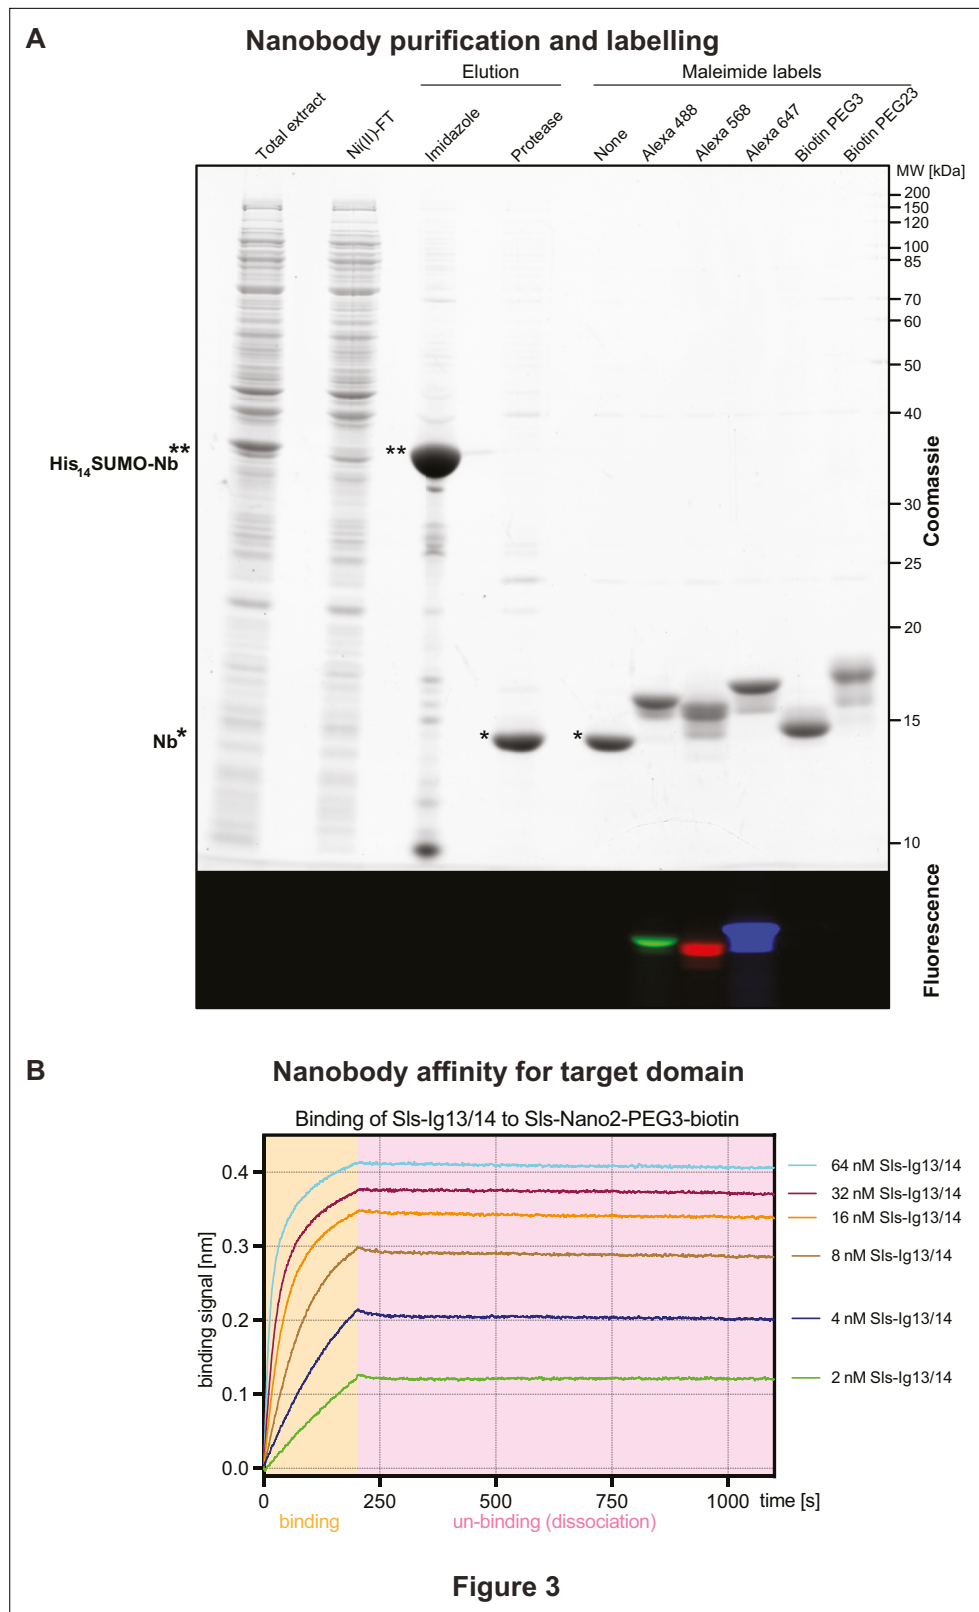 A
Nanobody purification and labelling
Elution
Maleimide labels
Total extract
Ni(II)-FT
Imidazole
Protease
None
Alexa 488
Alexa 568
Alexa 647
Biotin PEG3
Biotin PEG23
MW [kDa]
200
150
120
100
85
70
60
50
40
30
25
20
15
10
His₁₄SUMO-Nb**
**
Nb*
*
*
Coomassie
Fluorescence
B
Nanobody affinity for target domain
Binding of Sls-Ig13/14 to Sls-Nano2-PEG3-biotin
binding signal [nm]
0.4
0.3
0.2
0.1
0.0
64 nM Sls-Ig13/14
32 nM Sls-Ig13/14
16 nM Sls-Ig13/14
8 nM Sls-Ig13/14
4 nM Sls-Ig13/14
2 nM Sls-Ig13/14
0 250 500 750 1000 time [s]
binding un-binding (dissociation)
Figure 3